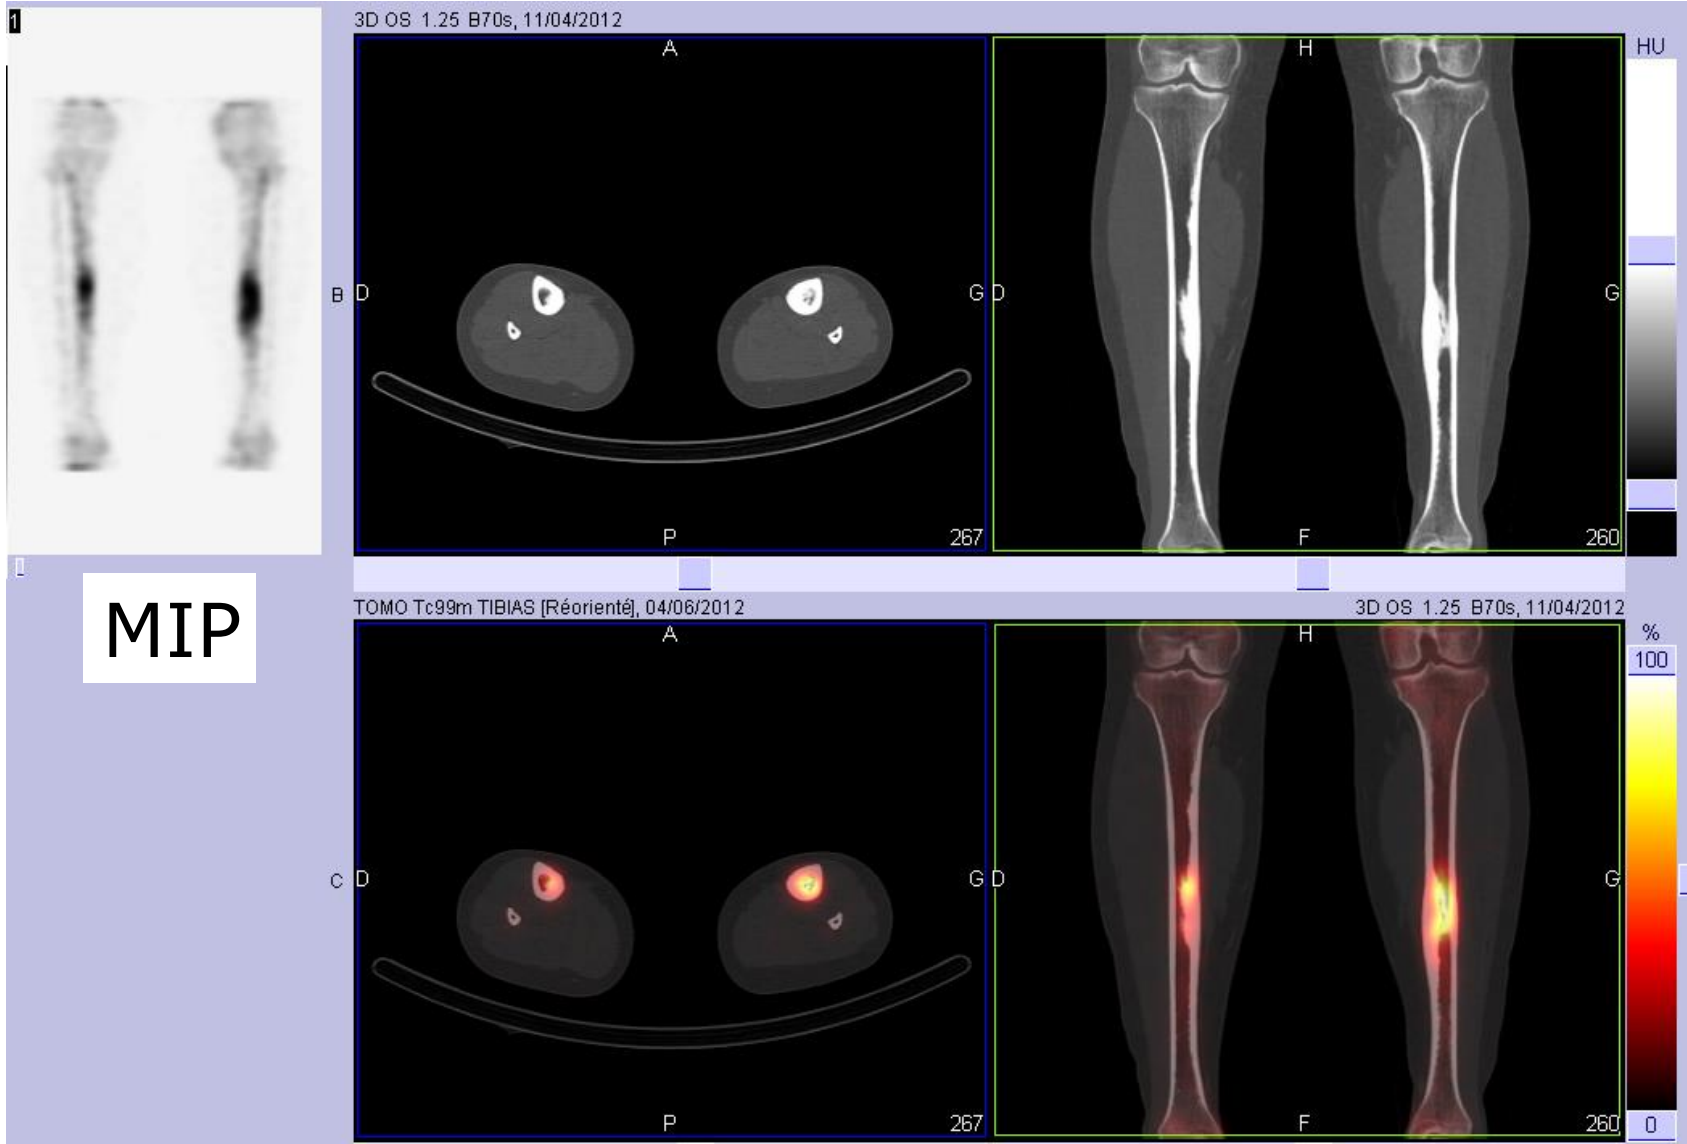 1
3D OS 1.25 B70s, 11/04/2012
A
H
HU
B
D
G
D
G
P
267
F
260
MIP
TOMO Tc99m TIBIAS [Réorienté], 04/06/2012
3D OS 1.25 B70s, 11/04/2012
A
H
%
100
C
D
G
D
G
P
267
F
260
0